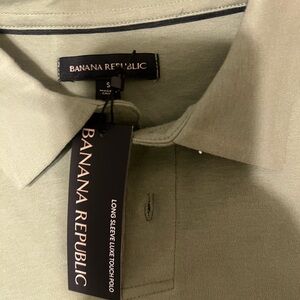 BANANA REPUBLIC
S
BANANA REPUBLIC
LONG SLEEVE LUXE TOUCH POLO